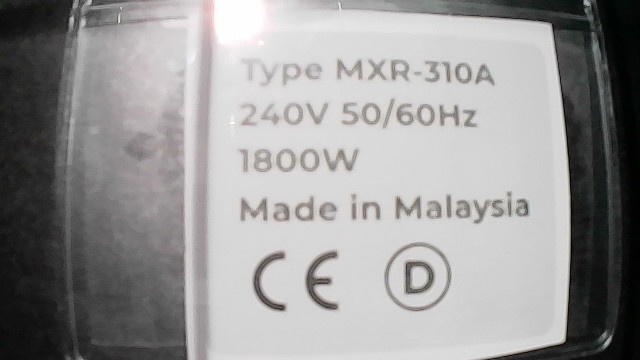 Type MXR-310A
240V 50/60Hz
1800W
Made in Malaysia
CE D